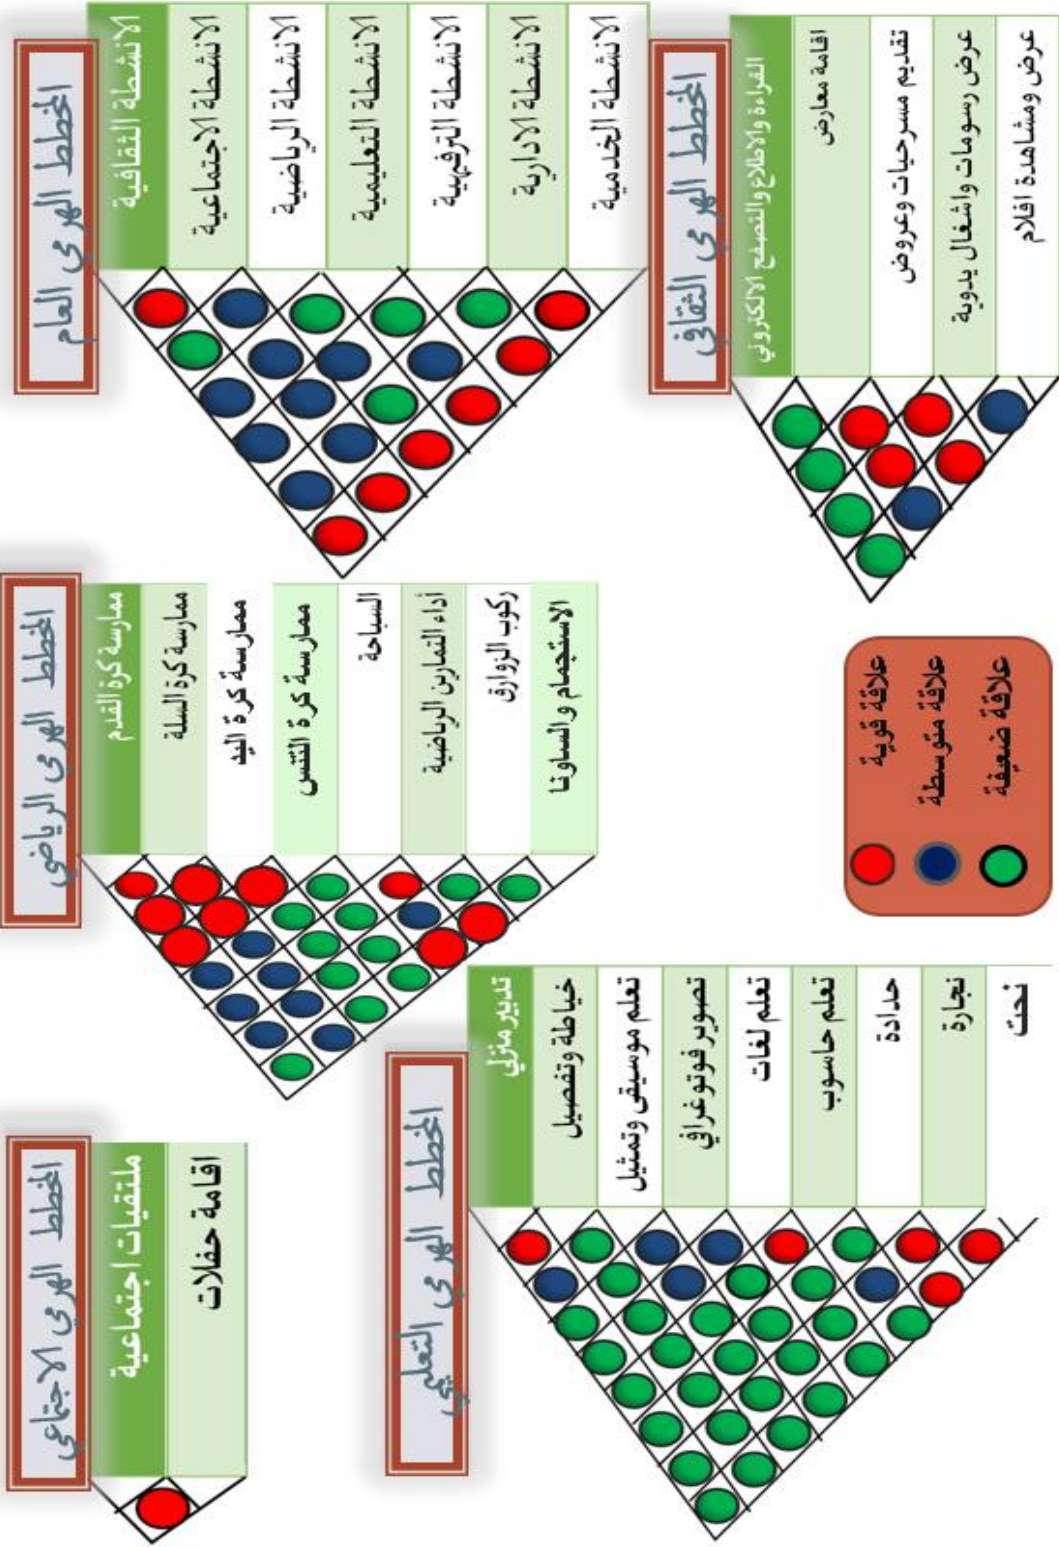 المخطط الهرمي العام
الانشطة الثقافية
الانشطة الاجتماعية
الانشطة الرياضية
الانشطة التعليمية
الانشطة الترفهية
الانشطة الادارية
الانشطة الخدمية
المخطط الهرمي الثقافي
القراءة والاطلاع والتصفح الالكتروني
اقامة معارض
تقديم مسرحيات وعروض
عرض رسومات واشغال يدوية
عرض ومشاهدة افلام
المخطط الهرمي الرياضي
ممارسة كرة القدم
ممارسة كرة السلة
ممارسة كرة اليد
ممارسة كرة التنس
السباحة
أداء التمارين الرياضية
ركوب الزوارق
الاستجمام و الساونا
علاقة قوية
علاقة متوسطة
علاقة ضعيفة
المخطط الهرمي الاجتماعي
ملتقيات اجتماعية
اقامة حفلات
المخطط الهرمي التعليمي
تدبير منزلي
خياطة وتفصيل
تعلم موسيقى وتمثيل
تصوير فوتوغرافي
تعلم لغات
تعلم حاسوب
حدادة
نجارة
نحت